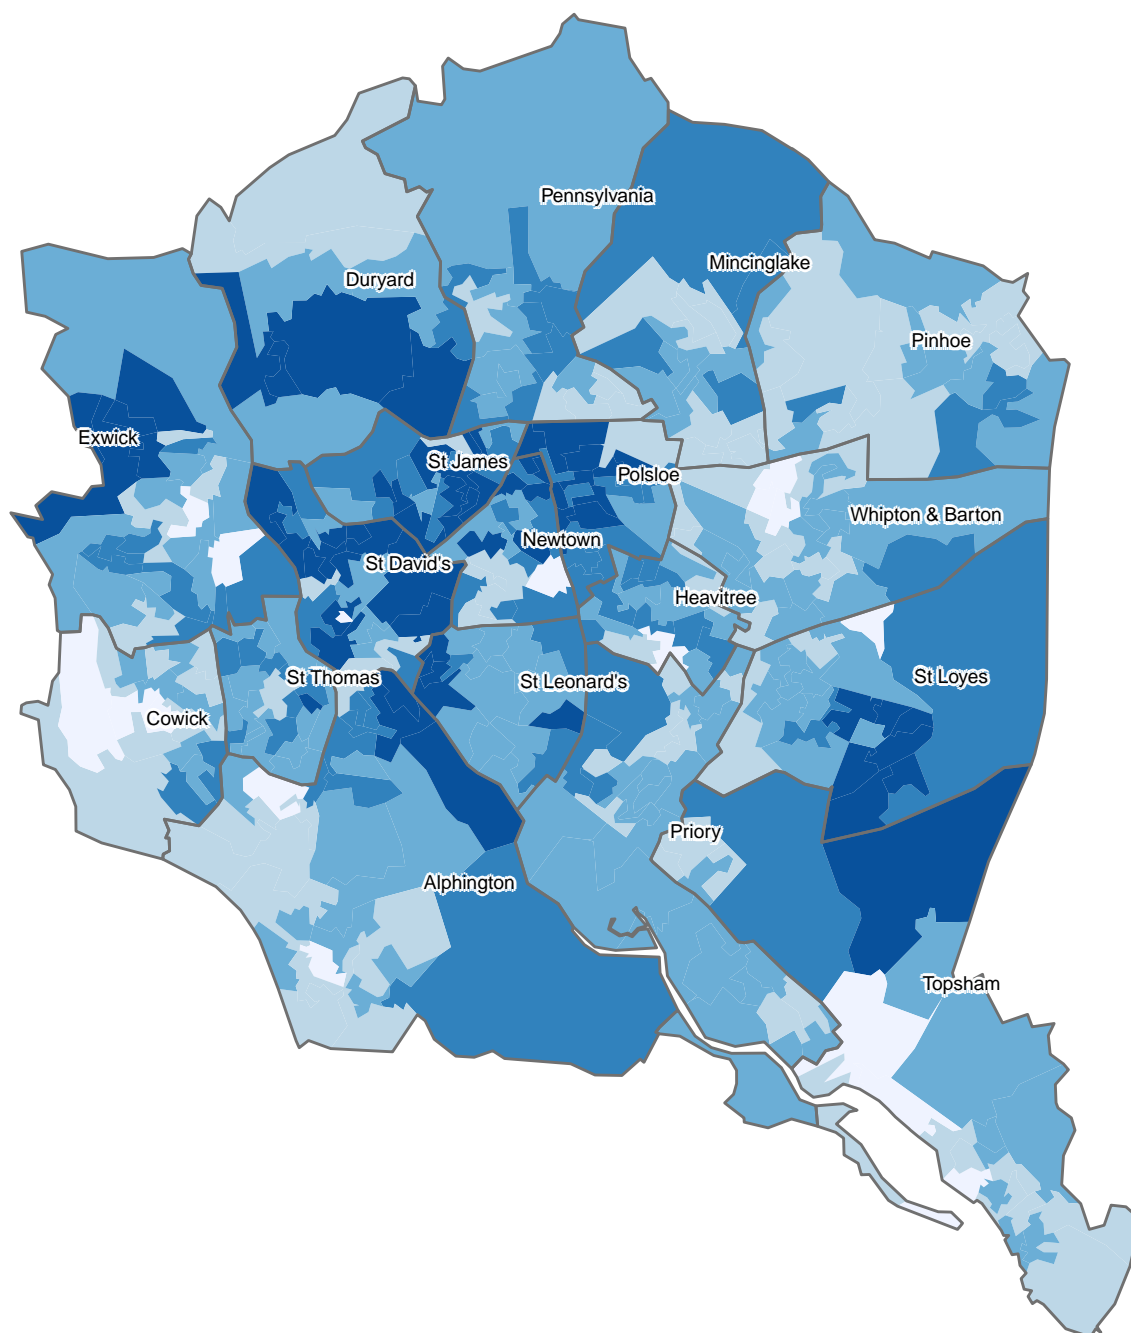 Pennsylvania
Mincinglake
Duryard
Pinhoe
Exwick
St James
Polsloe
Whipton & Barton
Newtown
St David's
Heavitree
St Thomas
St Leonard's
St Loyes
Cowick
Priory
Alphington
Topsham